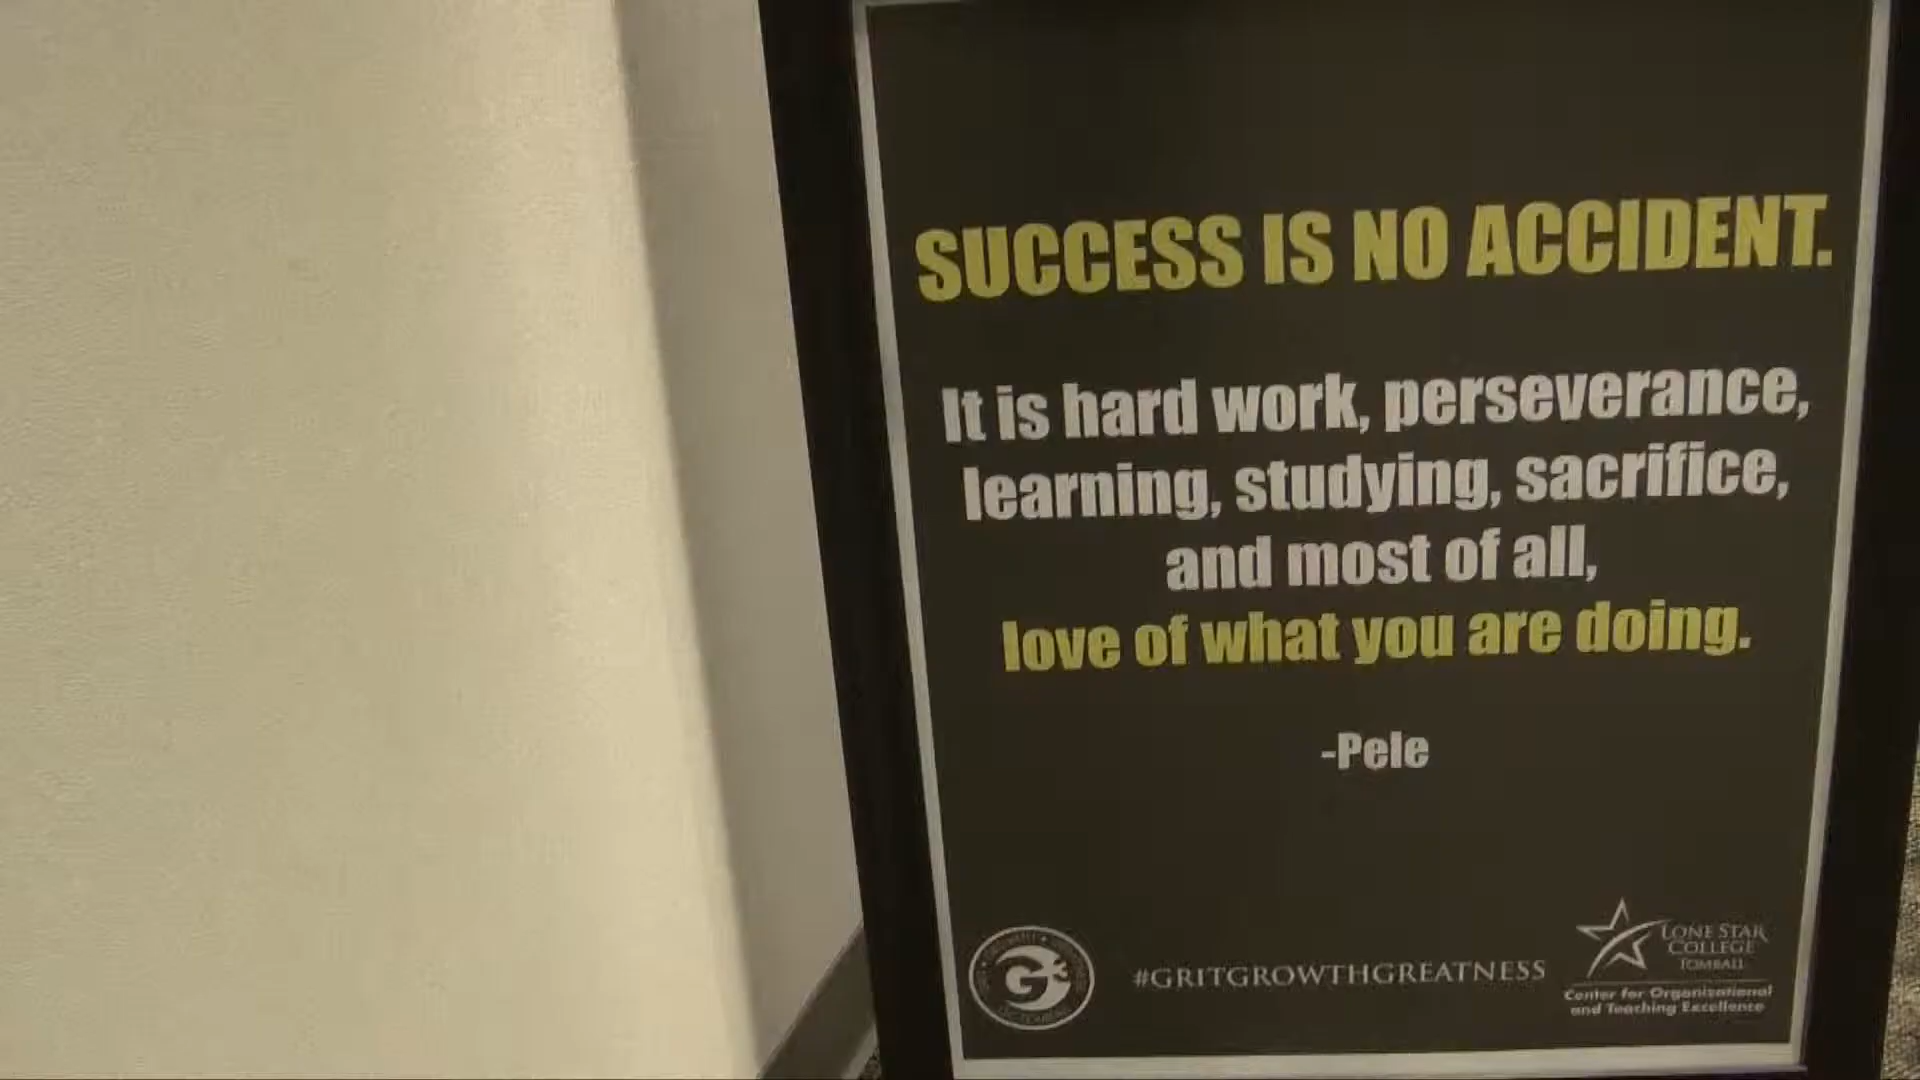 SUCCESS IS NO ACCIDENT.
It is hard work, perseverance,
learning, studying, sacrifice,
and most of all,
love of what you are doing.
-Pele
G
#GRITGROWTHGREATNESS
LONE STAR
COLLEGE
TOMBALL
Center for Organizational
and Teaching Excellence